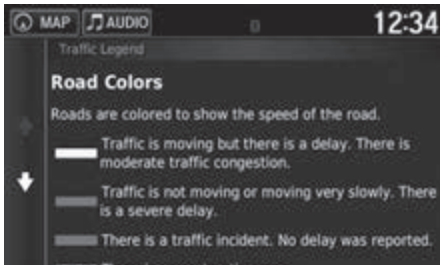 MAP AUDIO 12:34
Traffic Legend
Road Colors
Roads are colored to show the speed of the road.
Traffic is moving but there is a delay. There is
moderate traffic congestion.
Traffic is not moving or moving very slowly. There
is a severe delay.
There is a traffic incident. No delay was reported.